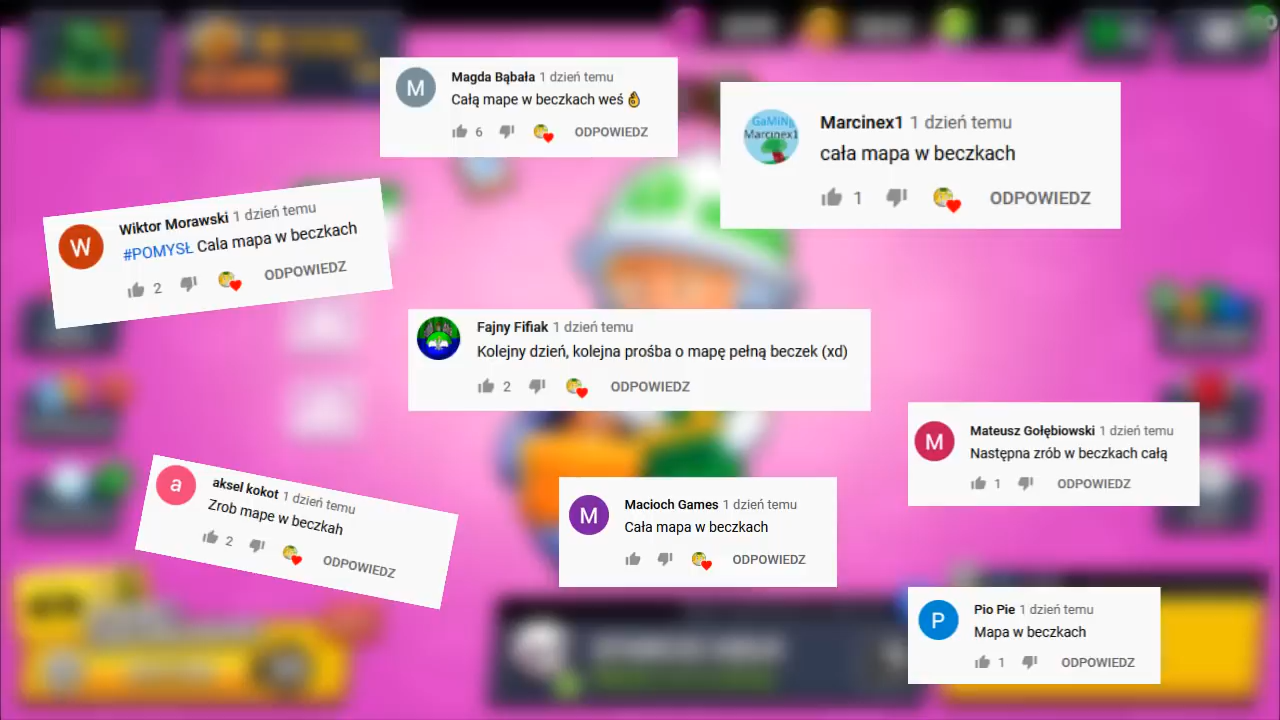 Magda Bąbała 1 dzień temu
Całą mape w beczkach weś👌
6 ODPOWIEDZ
GaMiNg
Marcinex1
Marcinex1 1 dzień temu
cała mapa w beczkach
1 ODPOWIEDZ
W
Wiktor Morawski 1 dzień temu
#POMYSŁ Cala mapa w beczkach
2 ODPOWIEDZ
Fajny Fifiak 1 dzień temu
Kolejny dzień, kolejna prośba o mapę pełną beczek (xd)
2 ODPOWIEDZ
M
Mateusz Gołębiowski 1 dzień temu
Następna zrób w beczkach całą
1 ODPOWIEDZ
a
aksel kokot 1 dzień temu
Zrob mape w beczkah
2 ODPOWIEDZ
M
Macioch Games 1 dzień temu
Cała mapa w beczkach
ODPOWIEDZ
P
Pio Pie 1 dzień temu
Mapa w beczkach
1 ODPOWIEDZ